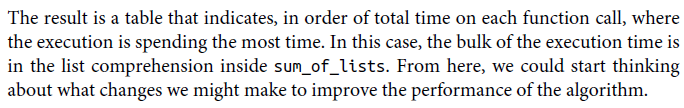 The result is a table that indicates, in order of total time on each function call, where
the execution is spending the most time. In this case, the bulk of the execution time is
in the list comprehension inside sum_of_lists. From here, we could start thinking
about what changes we might make to improve the performance of the algorithm.